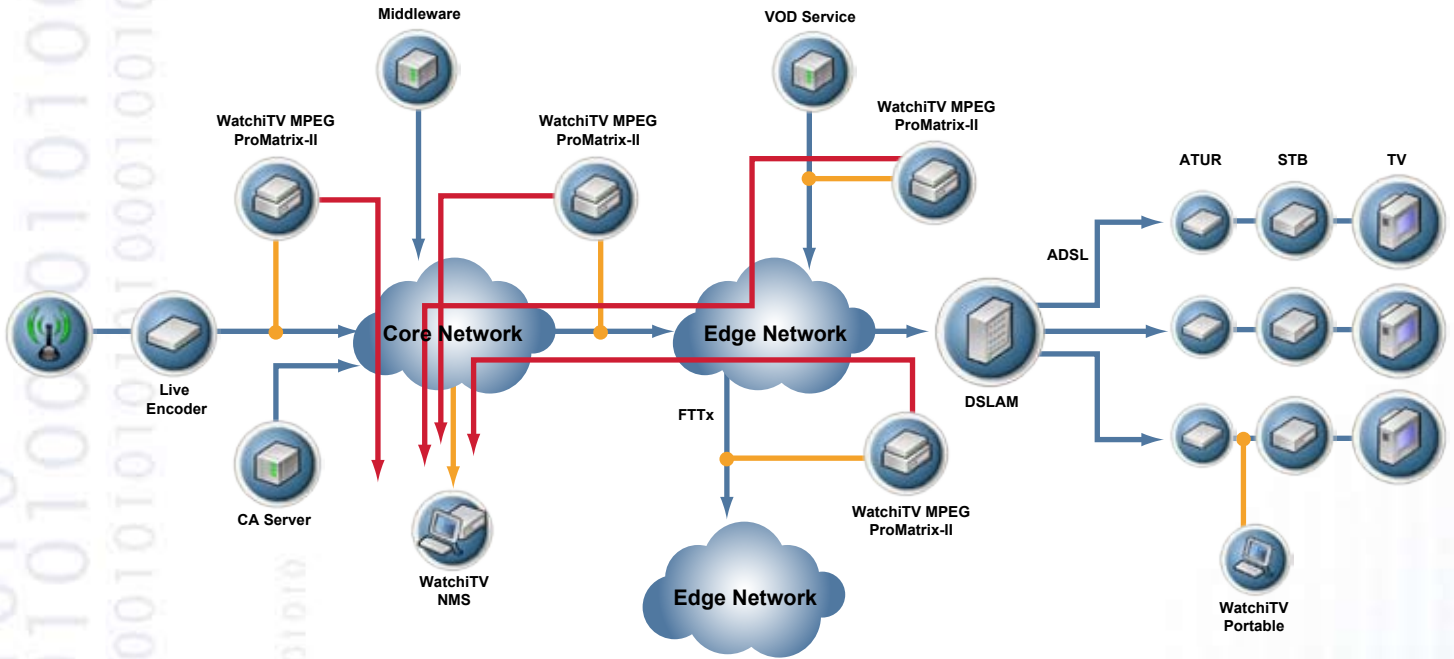 Middleware
VOD Service
WatchiTV MPEG
ProMatrix-II
WatchiTV MPEG
ProMatrix-II
WatchiTV MPEG
ProMatrix-II
ATUR
STB
TV
ADSL
Core Network
Edge Network
Live
Encoder
DSLAM
FTTx
CA Server
WatchiTV MPEG
ProMatrix-II
WatchiTV
NMS
Edge Network
WatchiTV
Portable